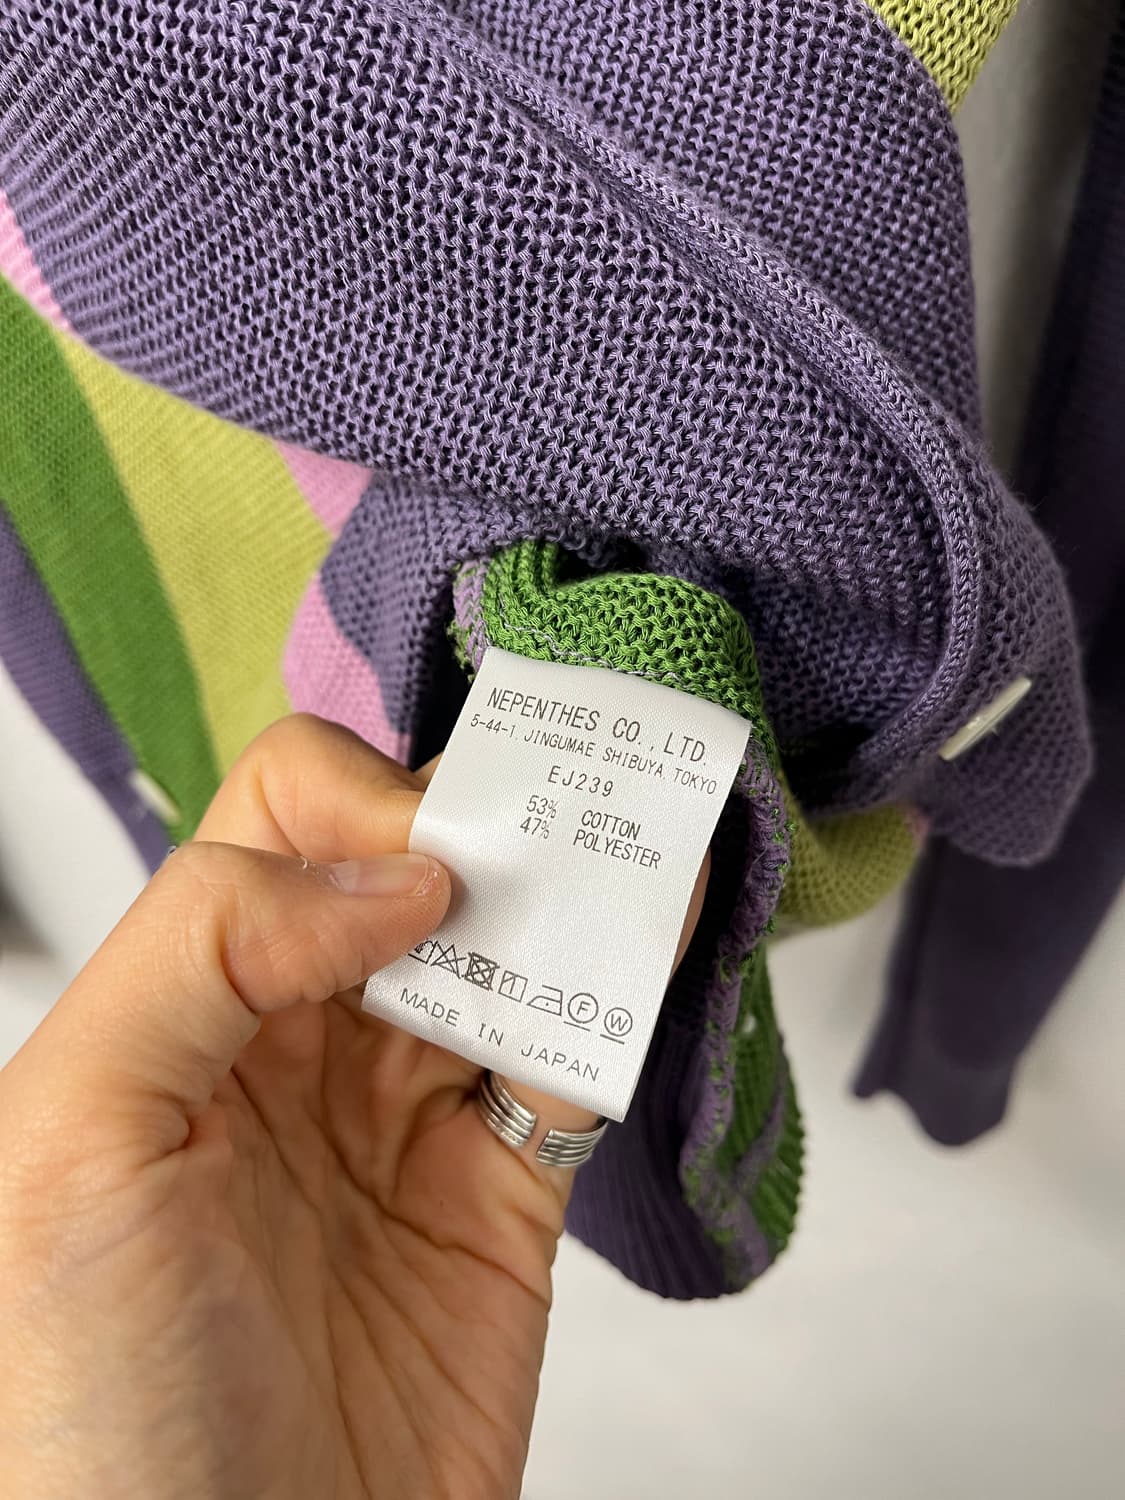 NEPENTHES CO.,LTD.
5-44-1, JINGUMAE SHIBUYA TOKYO
EJ239
53% COTTON
47% POLYESTER
F W
MADE IN JAPAN